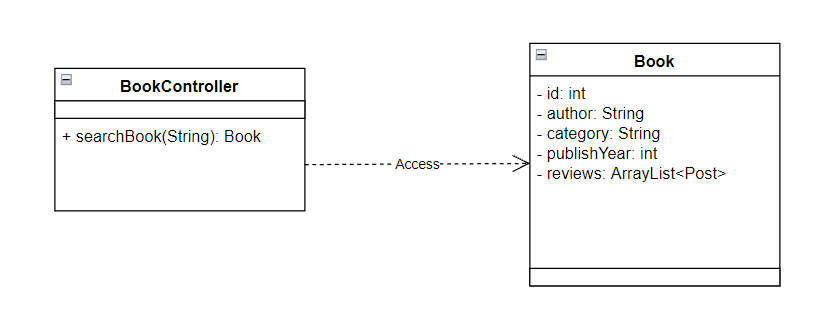 BookController
+ searchBook(String): Book
Access
Book
- id: int
- author: String
- category: String
- publishYear: int
- reviews: ArrayList<Post>